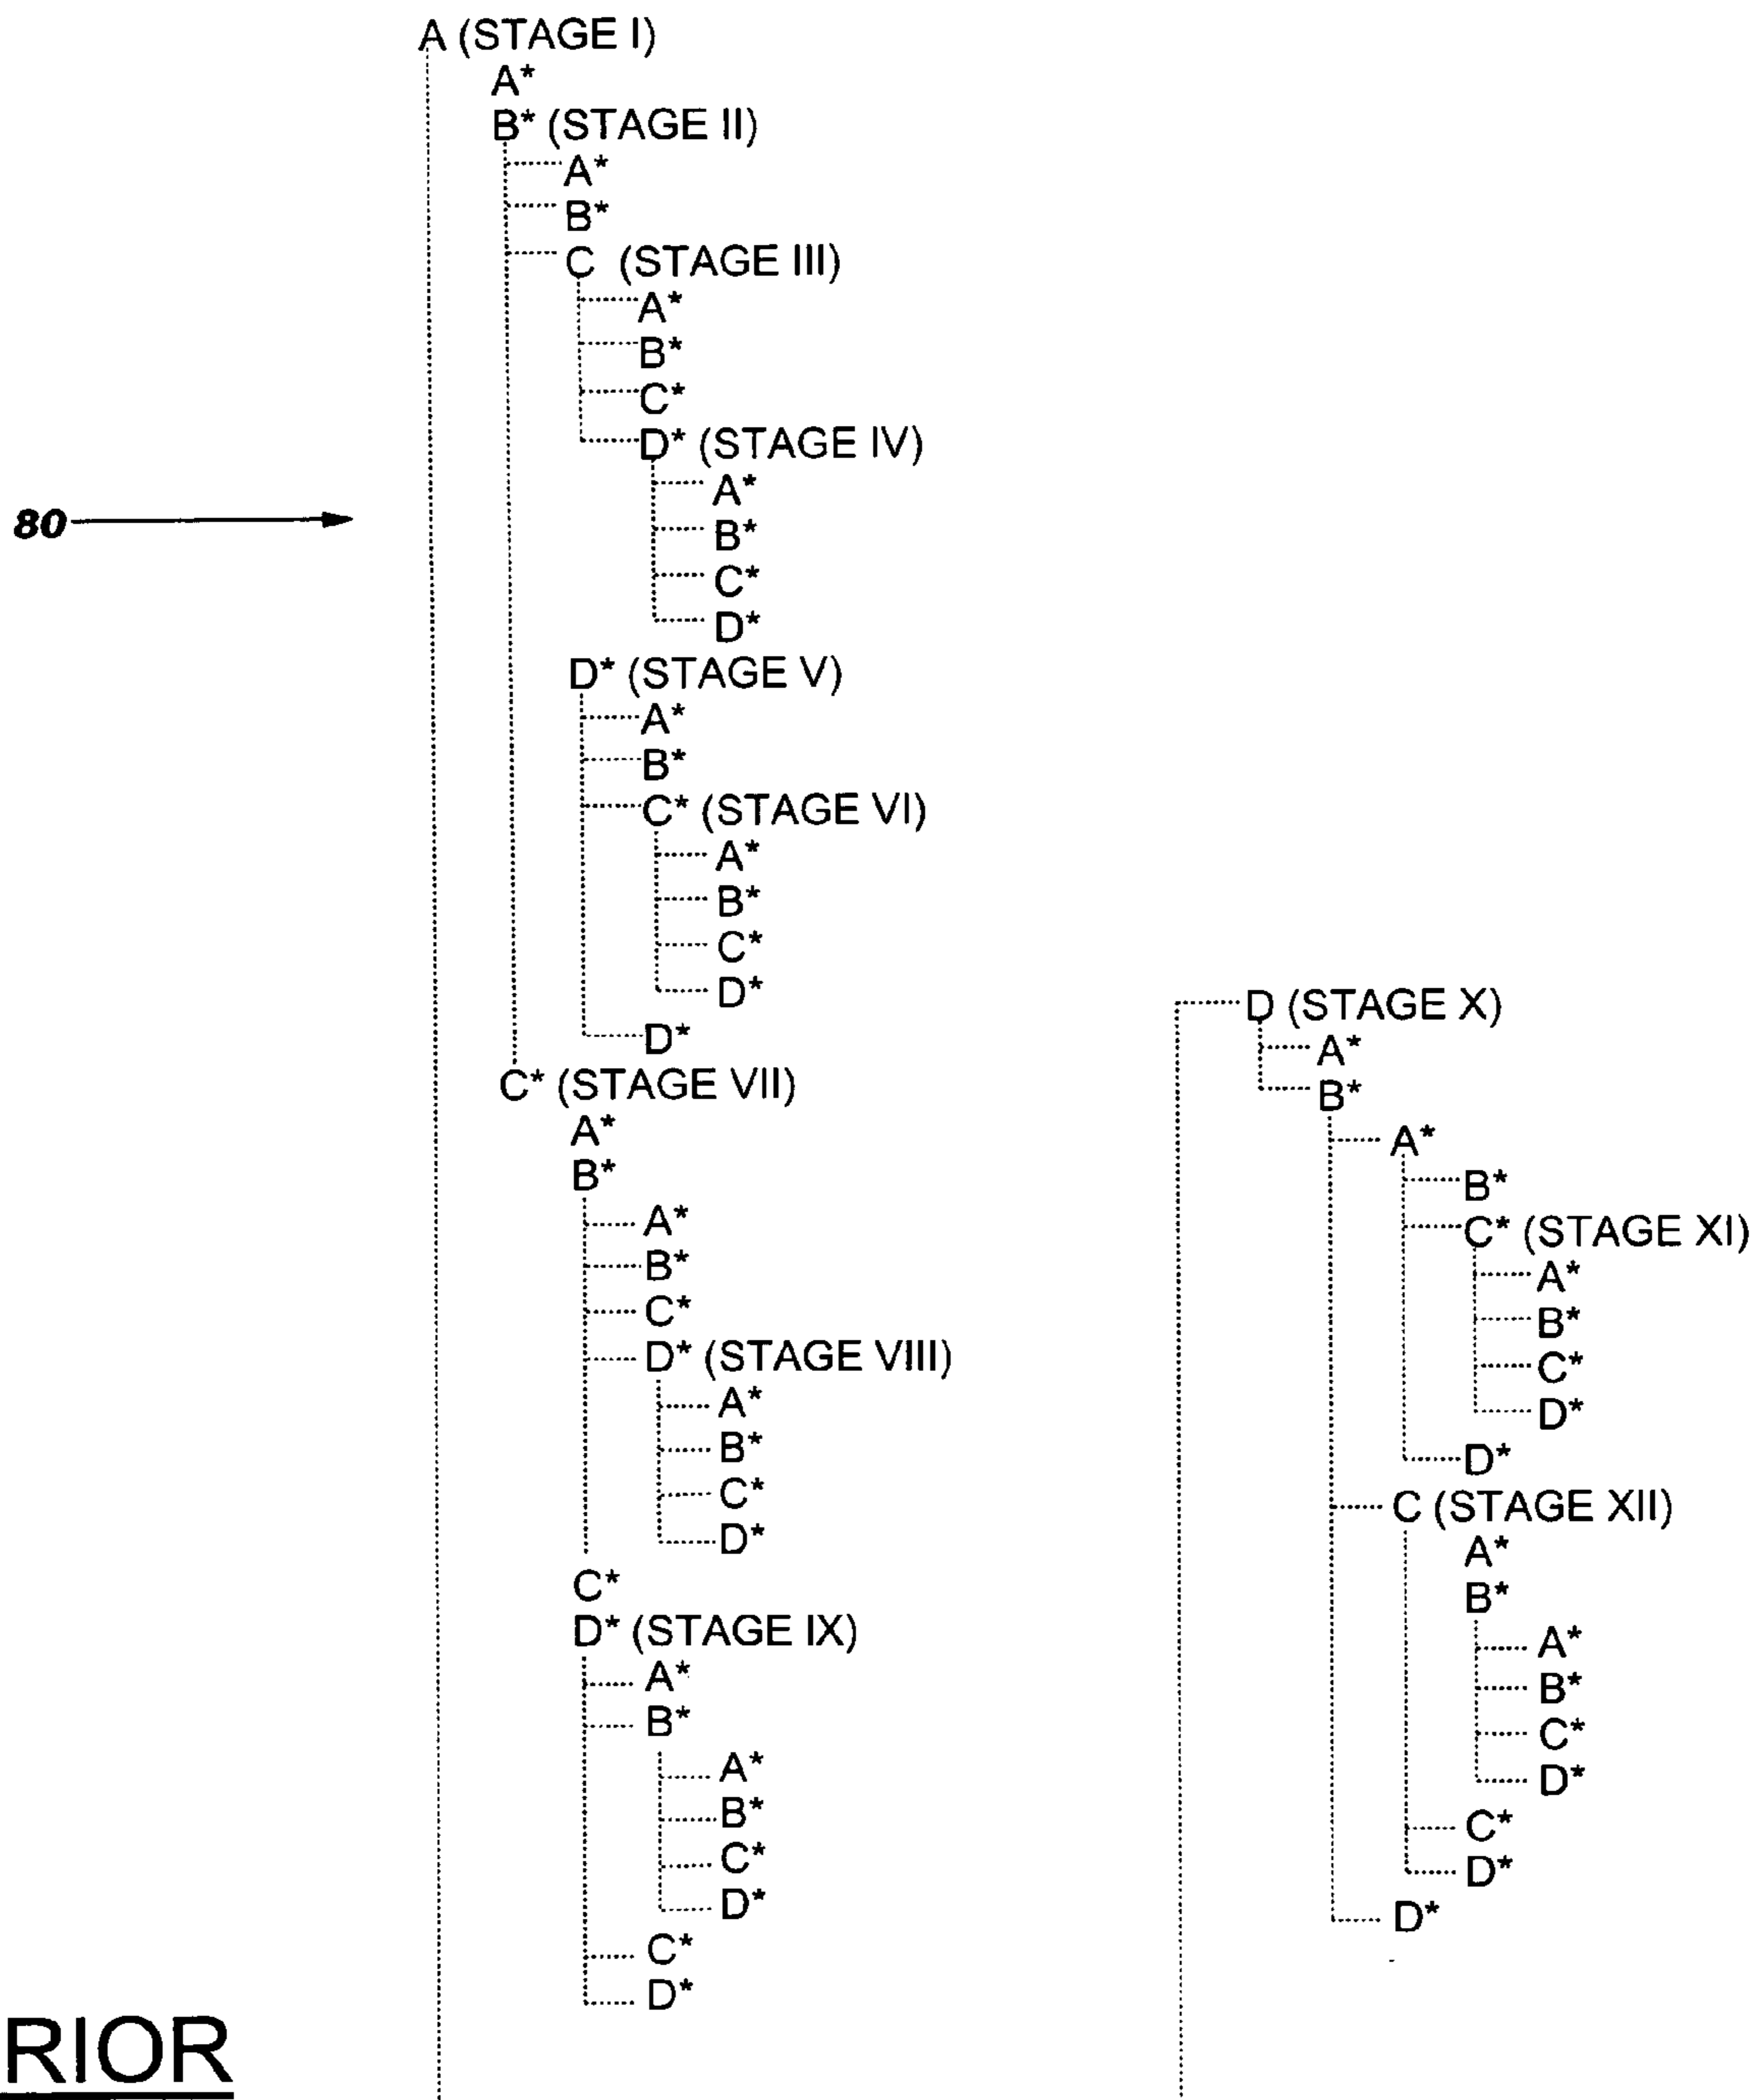 A (STAGE I)
A*
B* (STAGE II)
A*
B*
C (STAGE III)
A*
B*
C*
D* (STAGE IV)
A*
80
B*
C*
D*
D* (STAGE V)
A*
B*
C* (STAGE VI)
A*
B*
C*
D*
D*
C* (STAGE VII)
A*
B*
A*
B*
C*
D* (STAGE VIII)
A*
B*
C*
D*
C*
D* (STAGE IX)
A*
B*
A*
B*
C*
D*
C*
D*
D (STAGE X)
A*
B*
A*
B*
C* (STAGE XI)
A*
B*
C*
D*
D*
C (STAGE XII)
A*
B*
A*
B*
C*
D*
C*
D*
D*
RIOR